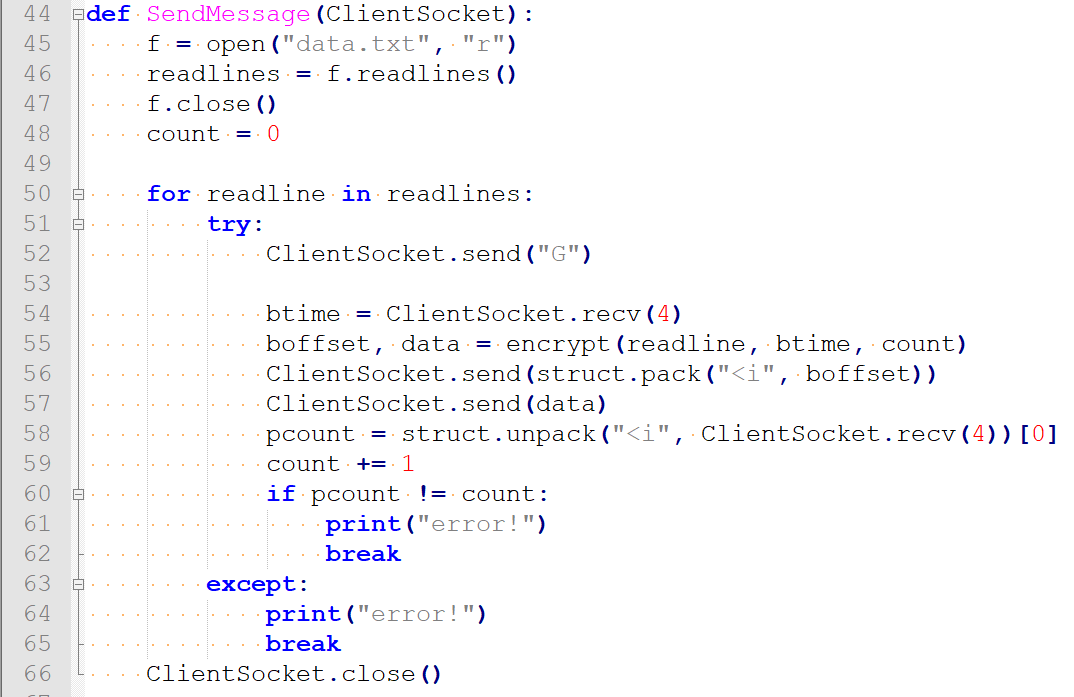 44 def SendMessage(ClientSocket):
45     f = open("data.txt", "r")
46     readlines = f.readlines()
47     f.close()
48     count = 0
49
50     for readline in readlines:
51         try:
52             ClientSocket.send("G")
53
54             btime = ClientSocket.recv(4)
55             boffset, data = encrypt(readline, btime, count)
56             ClientSocket.send(struct.pack("<i", boffset))
57             ClientSocket.send(data)
58             pcount = struct.unpack("<i", ClientSocket.recv(4))[0]
59             count += 1
60             if pcount != count:
61                 print("error!")
62                 break
63         except:
64             print("error!")
65             break
66     ClientSocket.close()